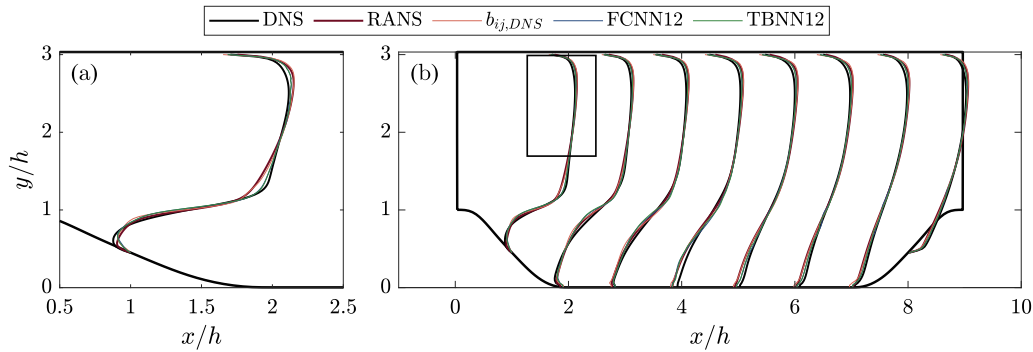 DNS RANS b_{ij,DNS} FCNN12 TBNN12
(a)
3
2
1
0
y/h
0.5 1 1.5 2 2.5
x/h
(b)
3
2
1
0
0 2 4 6 8 10
x/h